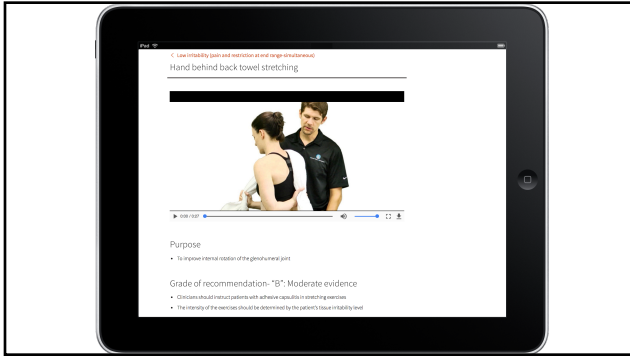 iPad
< Low irritability (pain and restriction at end range-simultaneous)
Hand behind back towel stretching
0:00 / 0:27
Purpose
• To improve internal rotation of the glenohumeral joint
Grade of recommendation- "B": Moderate evidence
• Clinicians should instruct patients with adhesive capsulitis in stretching exercises
• The intensity of the exercises should be determined by the patient's tissue irritability level